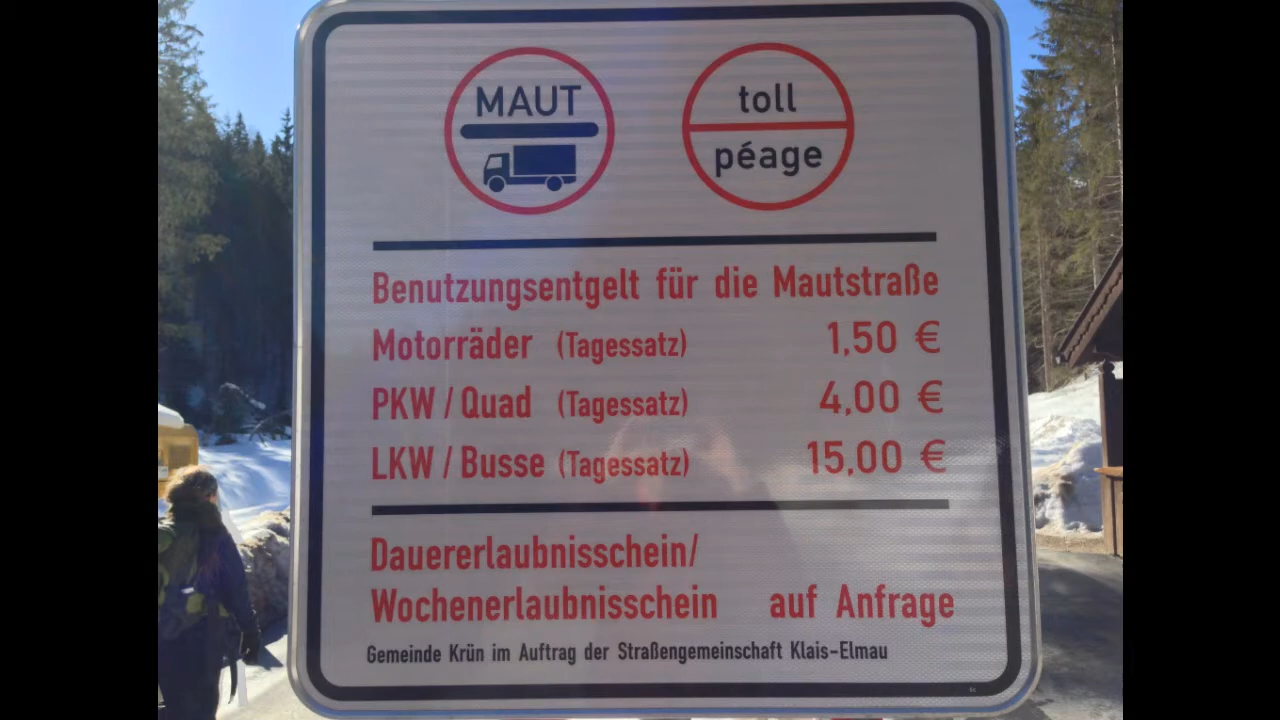 MAUT
toll
péage
Benutzungsentgelt für die Mautstraße
Motorräder (Tagessatz) 1,50 €
PKW / Quad (Tagessatz) 4,00 €
LKW / Busse (Tagessatz) 15,00 €
Dauererlaubnisschein/
Wochenerlaubnisschein auf Anfrage
Gemeinde Krün im Auftrag der Straßengemeinschaft Klais-Elmau